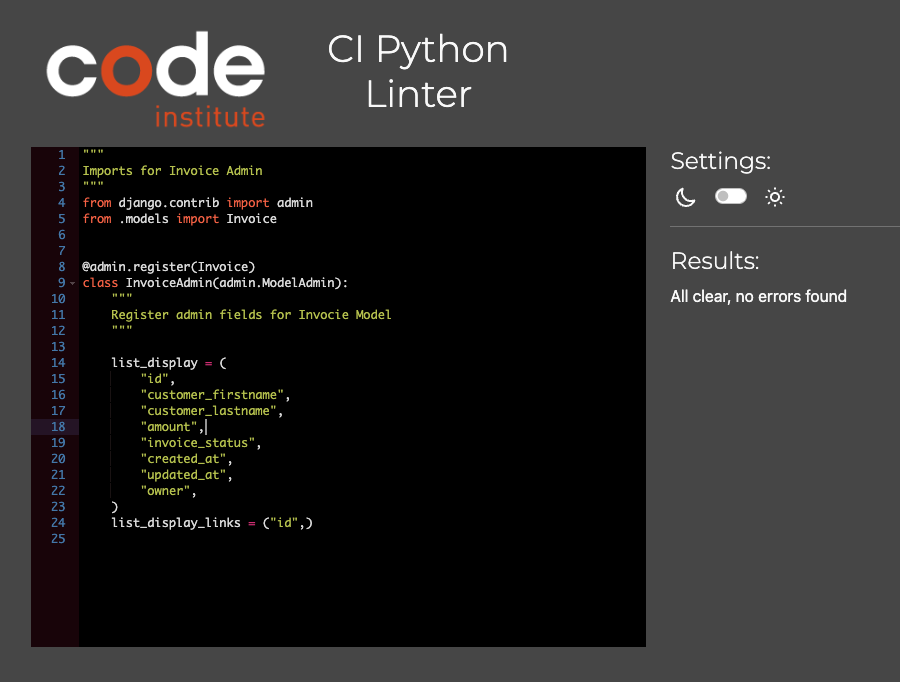 code
institute
CI Python
Linter
1 """
2 Imports for Invoice Admin
3 """
4 from django.contrib import admin
5 from .models import Invoice
6
7
8 @admin.register(Invoice)
9 class InvoiceAdmin(admin.ModelAdmin):
10     """
11     Register admin fields for Invocie Model
12     """
13
14     list_display = (
15         "id",
16         "customer_firstname",
17         "customer_lastname",
18         "amount",
19         "invoice_status",
20         "created_at",
21         "updated_at",
22         "owner",
23     )
24     list_display_links = ("id",)
25
Settings:
Results:
All clear, no errors found